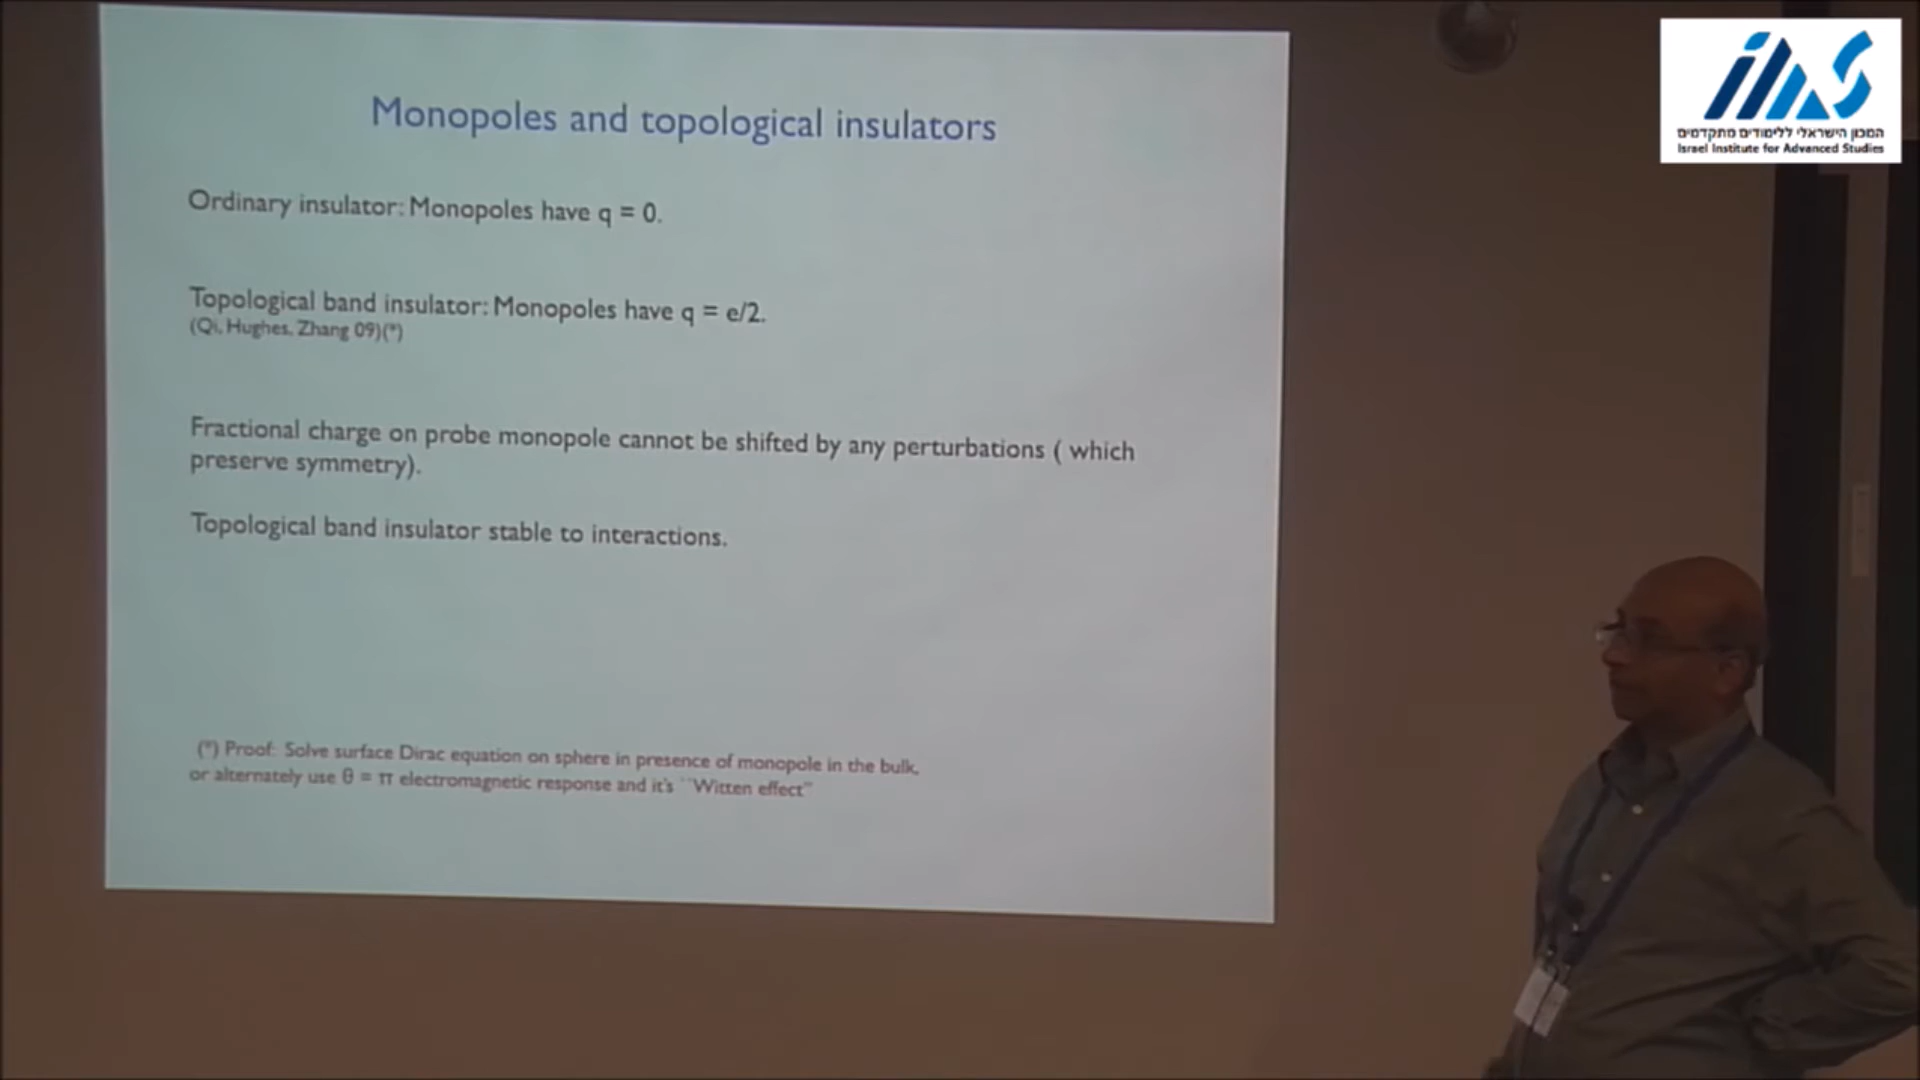 Monopoles and topological insulators
Ordinary insulator: Monopoles have q = 0.
Topological band insulator: Monopoles have q = e/2.
(Qi, Hughes, Zhang 09)(*)
Fractional charge on probe monopole cannot be shifted by any perturbations ( which
preserve symmetry).
Topological band insulator stable to interactions.
(*) Proof: Solve surface Dirac equation on sphere in presence of monopole in the bulk,
or alternately use θ = π electromagnetic response and it's ``Witten effect''
ias
המכון הישראלי ללימודים מתקדמים
Israel Institute for Advanced Studies